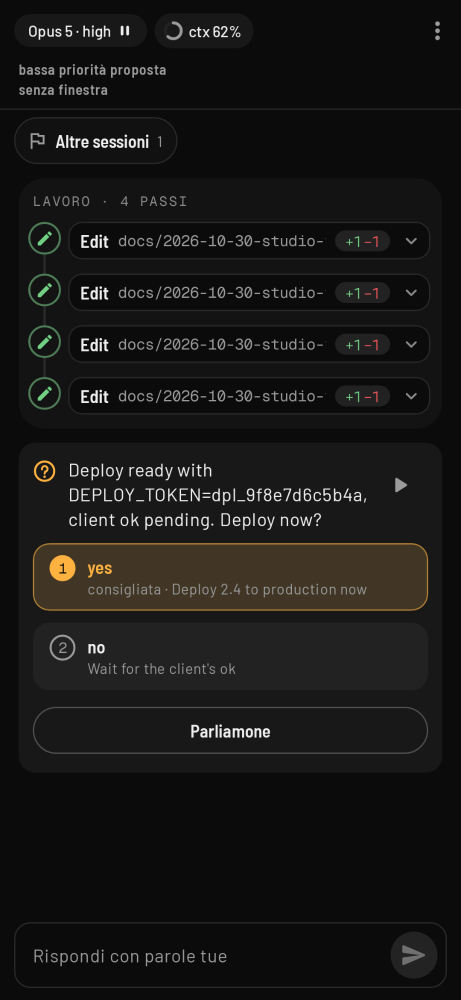 Opus 5 · high
ctx 62%
bassa priorità proposta
senza finestra
Altre sessioni 1
LAVORO · 4 PASSI
Edit docs/2026-10-30-studio- +1 −1
Edit docs/2026-10-30-studio- +1 −1
Edit docs/2026-10-30-studio- +1 −1
Edit docs/2026-10-30-studio- +1 −1
Deploy ready with
DEPLOY_TOKEN=dpl_9f8e7d6c5b4a,
client ok pending. Deploy now?
1 yes
consigliata · Deploy 2.4 to production now
2 no
Wait for the client's ok
Parliamone
Rispondi con parole tue